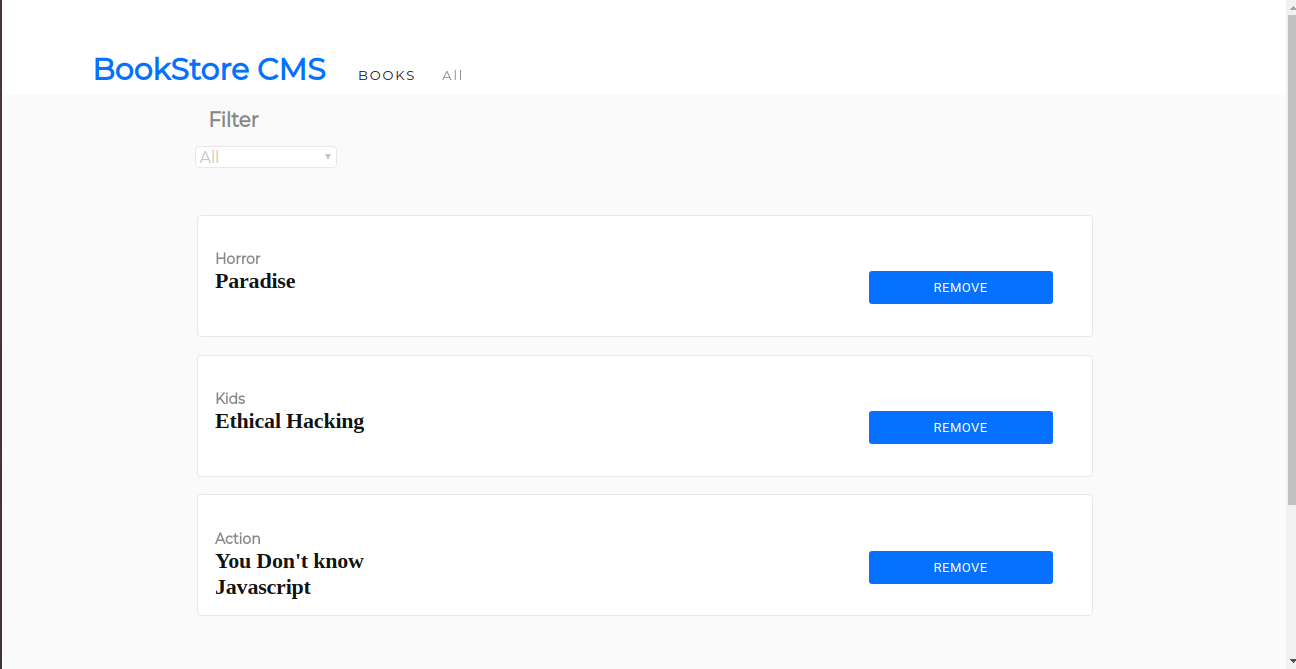 BookStore CMS BOOKS All
Filter
All
Horror
Paradise
REMOVE
Kids
Ethical Hacking
REMOVE
Action
You Don't know
Javascript
REMOVE